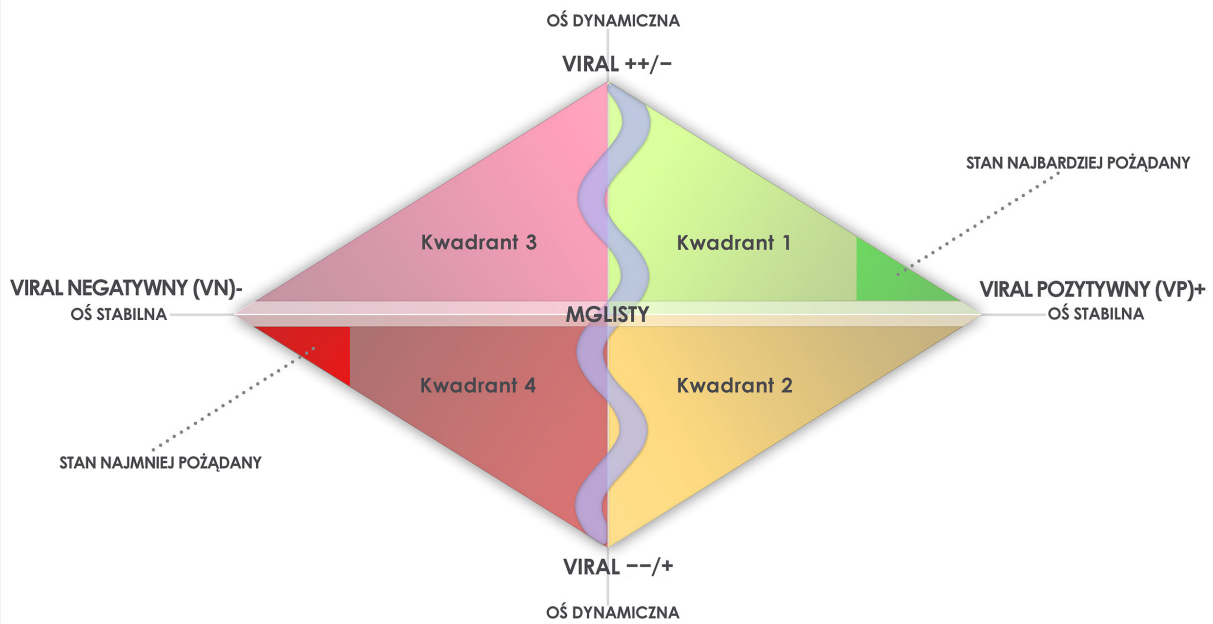 OŚ DYNAMICZNA
VIRAL ++/−
STAN NAJBARDZIEJ POŻĄDANY
Kwadrant 3
Kwadrant 1
VIRAL NEGATYWNY (VN)-
VIRAL POZYTYWNY (VP)+
OŚ STABILNA
MGLISTY
OŚ STABILNA
Kwadrant 4
Kwadrant 2
STAN NAJMNIEJ POŻĄDANY
VIRAL −−/+
OŚ DYNAMICZNA